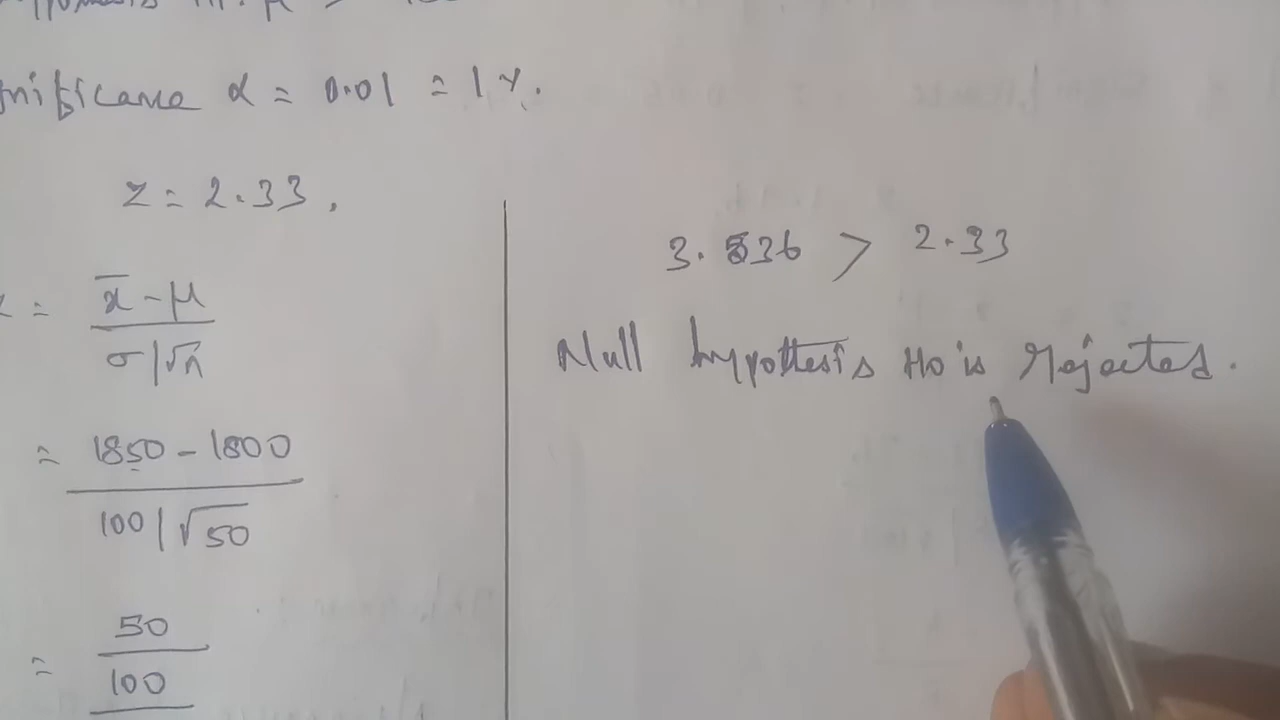 α = 0.01 = 1%.
z = 2.33.
= x̄ - μ
σ/√n
= 1850 - 1800
100/√50
= 50
100
3.536 > 2.33
Null hypothesis H0 is rejected.